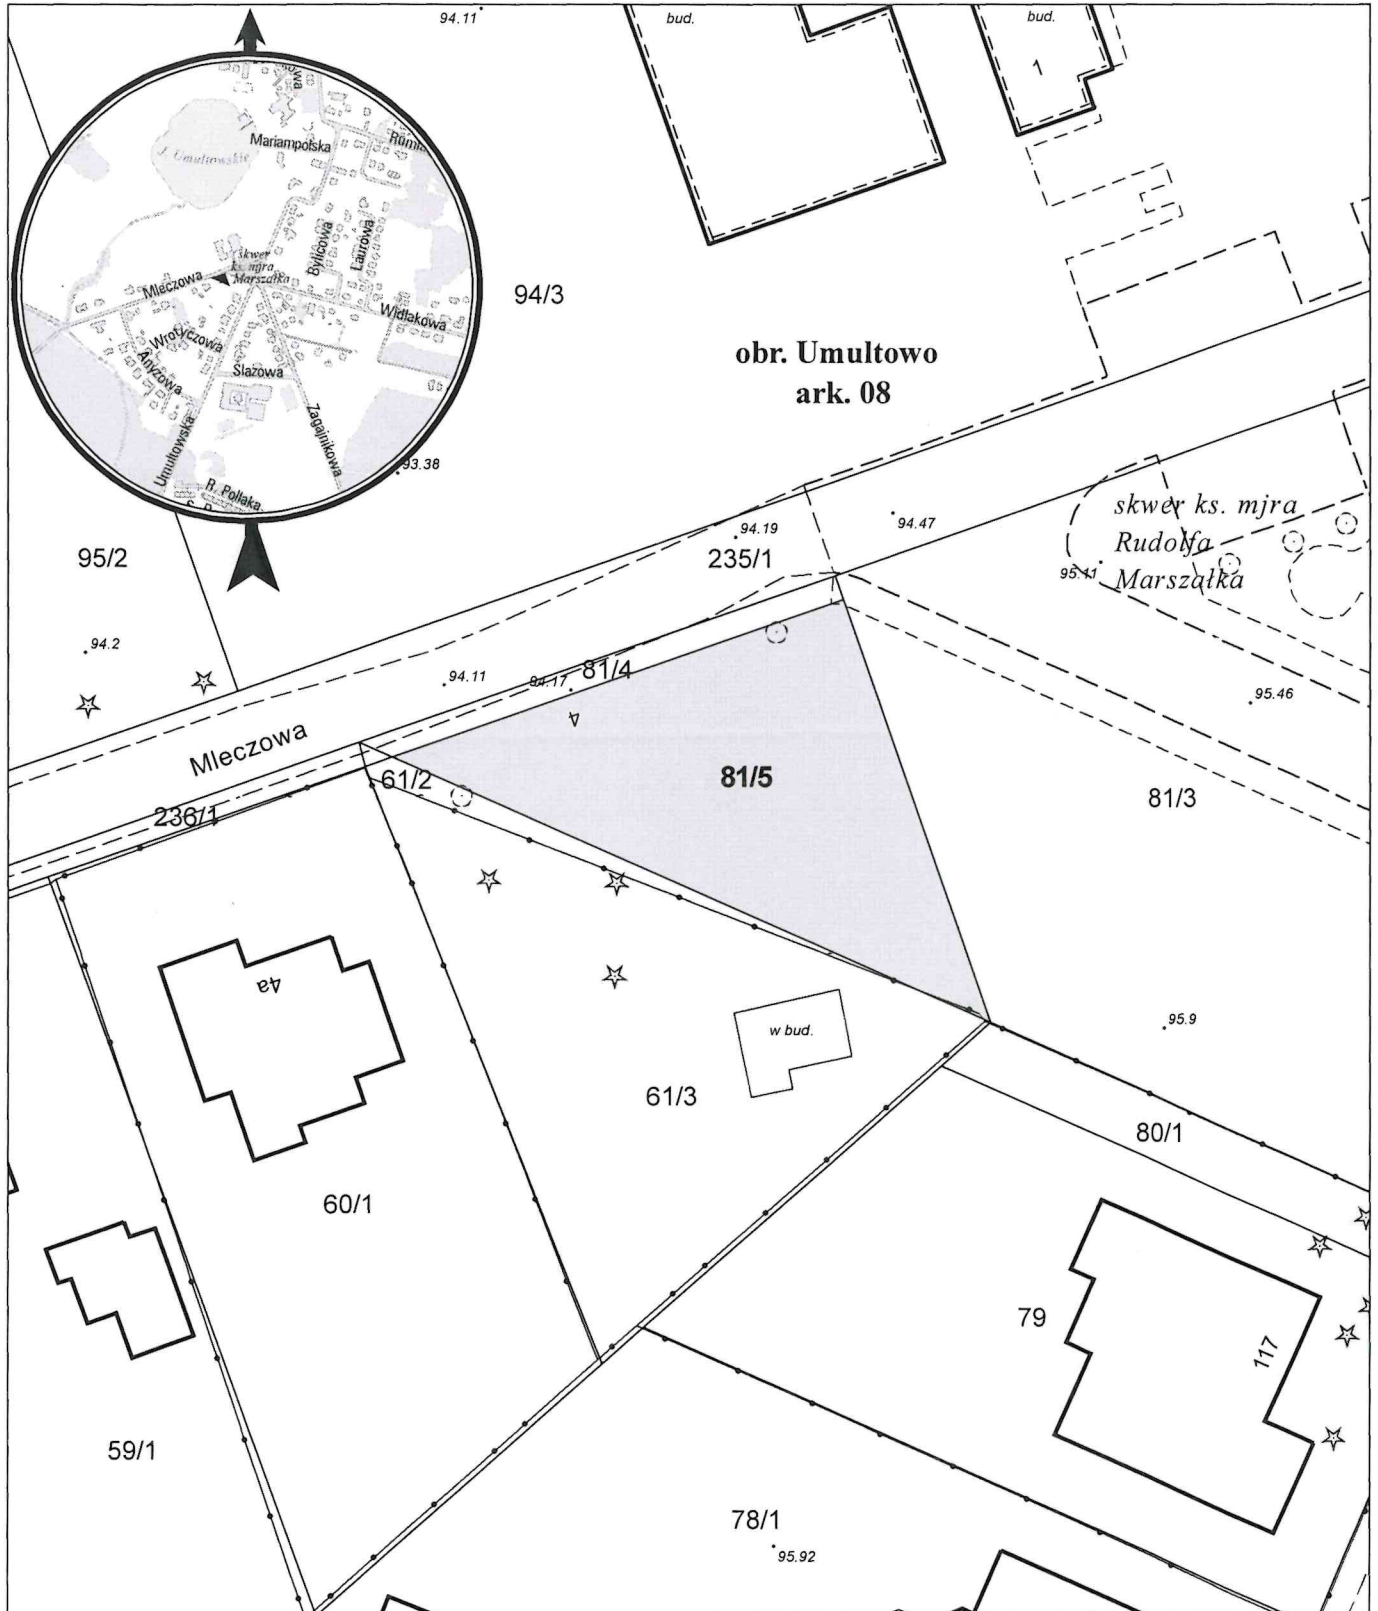 94.11
bud.
bud.
1
Mariampolska
J. Umultowskie
Bylicowa
Laurowa
skwer
ks. mjra
Marszałka
Mleczowa
Widłakowa
Wrotyczowa
Anyżowa
Ślazowa
Umultowska
Zagajnikowa
R. Pollaka
94/3
obr. Umultowo
ark. 08
93.38
95/2
94.19
94.47
235/1
skwer ks. mjra
Rudolfa
Marszałka
95.11
94.2
94.11
94.17
81/4
4
95.46
Mleczowa
61/2
81/5
81/3
236/1
4a
w bud.
95.9
61/3
80/1
60/1
79
117
59/1
78/1
95.92